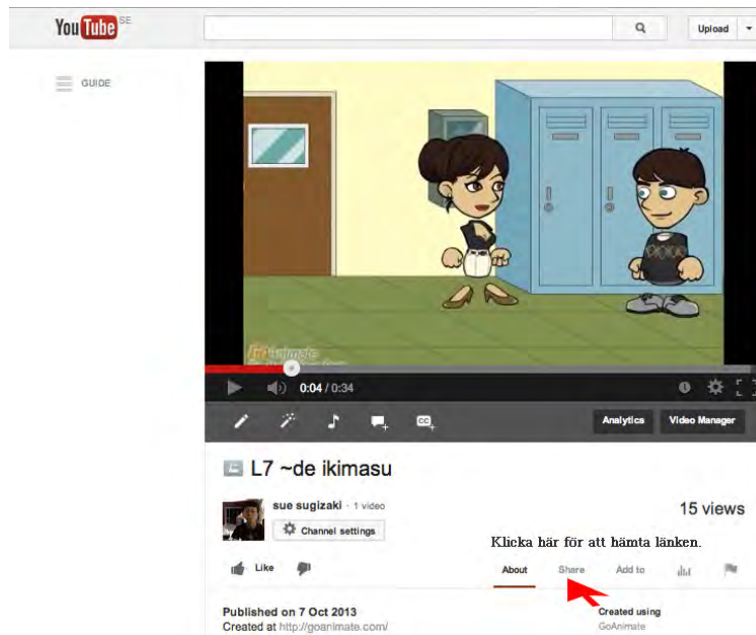 YouTube SE
Upload
GUIDE
GoAnimate
0:04 / 0:34
CC
Analytics
Video Manager
L7 ~de ikimasu
sue sugizaki · 1 video
15 views
Channel settings
Klicka här för att hämta länken.
Like
About
Share
Add to
Published on 7 Oct 2013
Created using
Created at http://goanimate.com/
GoAnimate